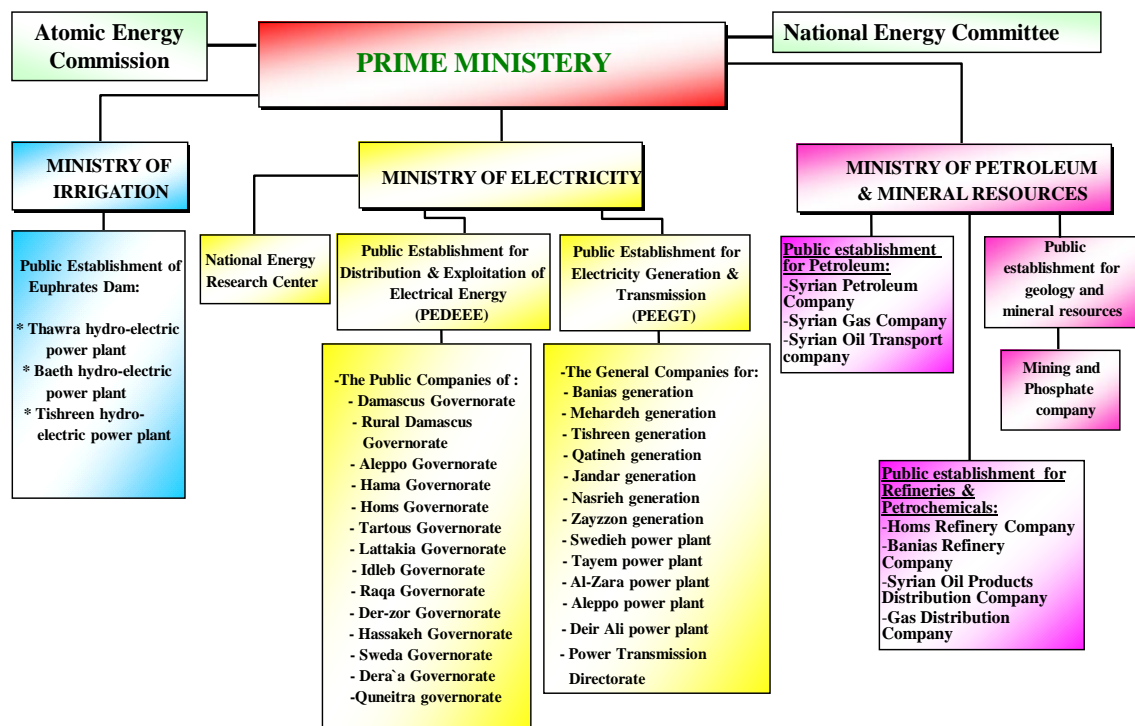 Atomic Energy
Commission
PRIME MINISTERY
National Energy Committee
MINISTRY OF
IRRIGATION
MINISTRY OF ELECTRICITY
MINISTRY OF PETROLEUM
& MINERAL RESOURCES
Public Establishment of
Euphrates Dam:
* Thawra hydro-electric
power plant
* Baeth hydro-electric
power plant
* Tishreen hydro-
electric power plant
National Energy
Research Center
Public Establishment for
Distribution & Exploitation of
Electrical Energy
(PEDEEE)
Public Establishment for
Electricity Generation &
Transmission
(PEEGT)
Public establishment
for Petroleum:
-Syrian Petroleum
Company
-Syrian Gas Company
-Syrian Oil Transport
company
Public
establishment for
geology and
mineral resources
Mining and
Phosphate
company
-The Public Companies of :
- Damascus Governorate
- Rural Damascus
Governorate
- Aleppo Governorate
- Hama Governorate
- Homs Governorate
- Tartous Governorate
- Lattakia Governorate
- Idleb Governorate
- Raqa Governorate
- Der-zor Governorate
- Hassakeh Governorate
- Sweda Governorate
- Dera`a Governorate
-Quneitra governorate
-The General Companies for:
- Banias generation
- Mehardeh generation
- Tishreen generation
- Qatineh generation
- Jandar generation
- Nasrieh generation
- Zayzzon generation
- Swedieh power plant
- Tayem power plant
- Al-Zara power plant
- Aleppo power plant
- Deir Ali power plant
- Power Transmission
Directorate
Public establishment for
Refineries &
Petrochemicals:
-Homs Refinery Company
-Banias Refinery
Company
-Syrian Oil Products
Distribution Company
-Gas Distribution
Company